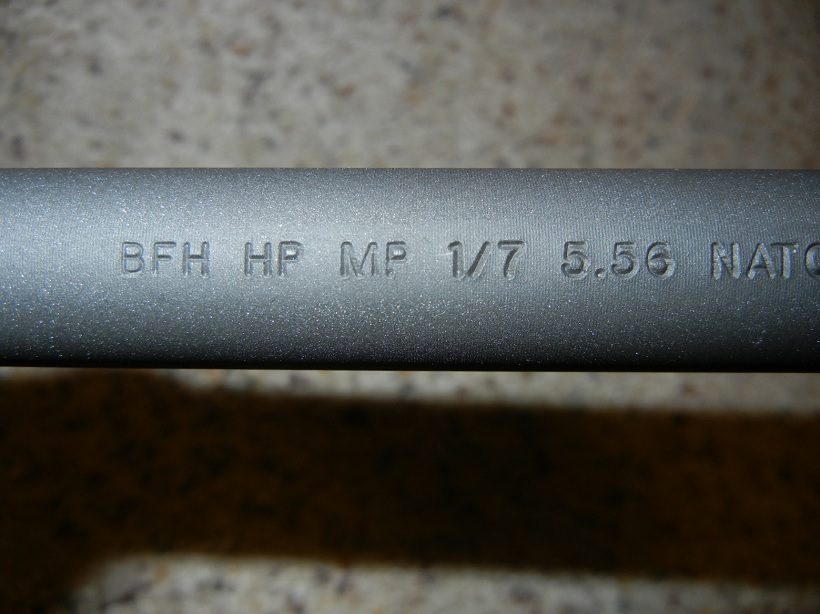 BFH HP MP 1/7 5.56 NATO